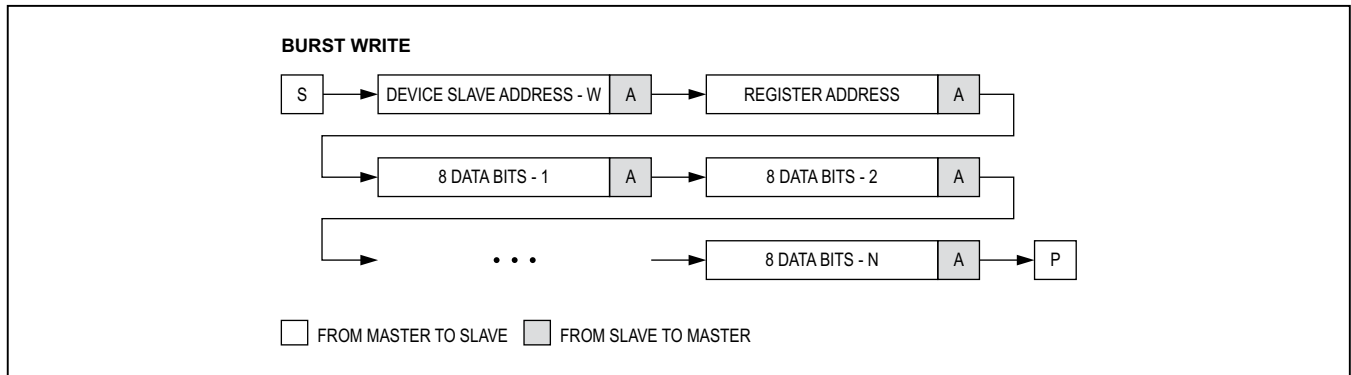 BURST WRITE
S DEVICE SLAVE ADDRESS - W A REGISTER ADDRESS A
8 DATA BITS - 1 A 8 DATA BITS - 2 A
• • • 8 DATA BITS - N A P
FROM MASTER TO SLAVE FROM SLAVE TO MASTER